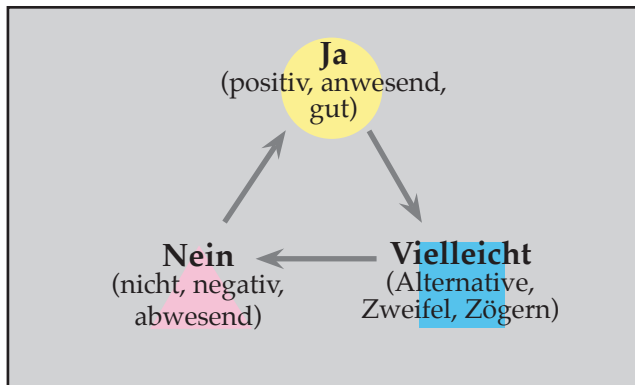 Ja
(positiv, anwesend,
gut)
Nein
(nicht, negativ,
abwesend)
Vielleicht
(Alternative,
Zweifel, Zögern)